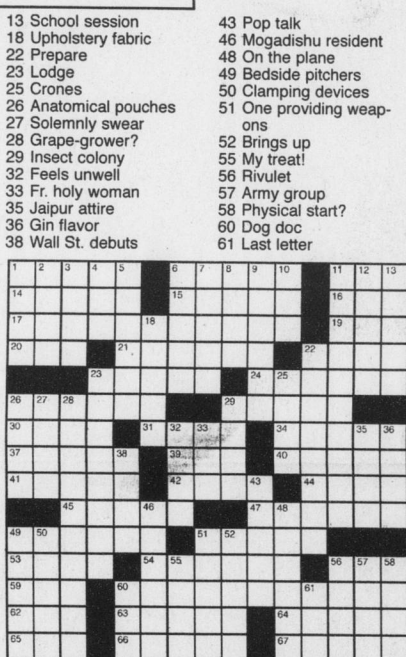 13 School session
18 Upholstery fabric
22 Prepare
23 Lodge
25 Crones
26 Anatomical pouches
27 Solemnly swear
28 Grape-grower?
29 Insect colony
32 Feels unwell
33 Fr. holy woman
35 Jaipur attire
36 Gin flavor
38 Wall St. debuts
43 Pop talk
46 Mogadishu resident
48 On the plane
49 Bedside pitchers
50 Clamping devices
51 One providing weap-
ons
52 Brings up
55 My treat!
56 Rivulet
57 Army group
58 Physical start?
60 Dog doc
61 Last letter
1 2 3 4 5 6 7 8 9 10 11 12 13
14 15 16
17 18 19
20 21 22
23 24 25
26 27 28 29
30 31 32 33 34 35 36
37 38 39 40
41 42 43 44
45 46 47 48
49 50 51 52
53 54 55 56 57 58
59 60 61
62 63 64
65 66 67